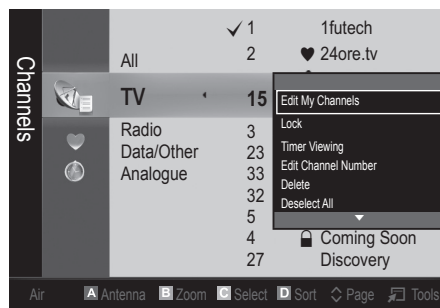 Channels
1 1futech
All 2 ♥ 24ore.tv
TV 15
Radio 3
Data/Other 23
Analogue 33
32
5
4 Coming Soon
27 Discovery
Edit My Channels
Lock
Timer Viewing
Edit Channel Number
Delete
Deselect All
Air A Antenna B Zoom C Select D Sort Page Tools